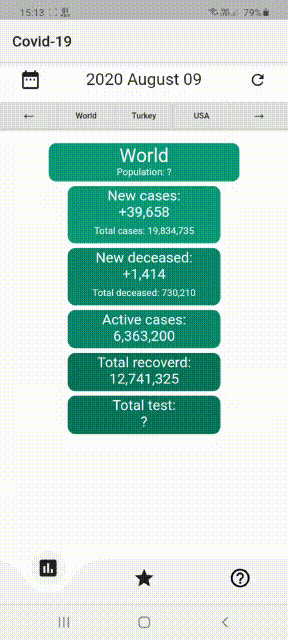 15:13
79%
Covid-19
2020 August 09
← World Turkey USA →
World
Population: ?
New cases:
+39,658
Total cases: 19,834,735
New deceased:
+1,414
Total deceased: 730,210
Active cases:
6,363,200
Total recoverd:
12,741,325
Total test:
?